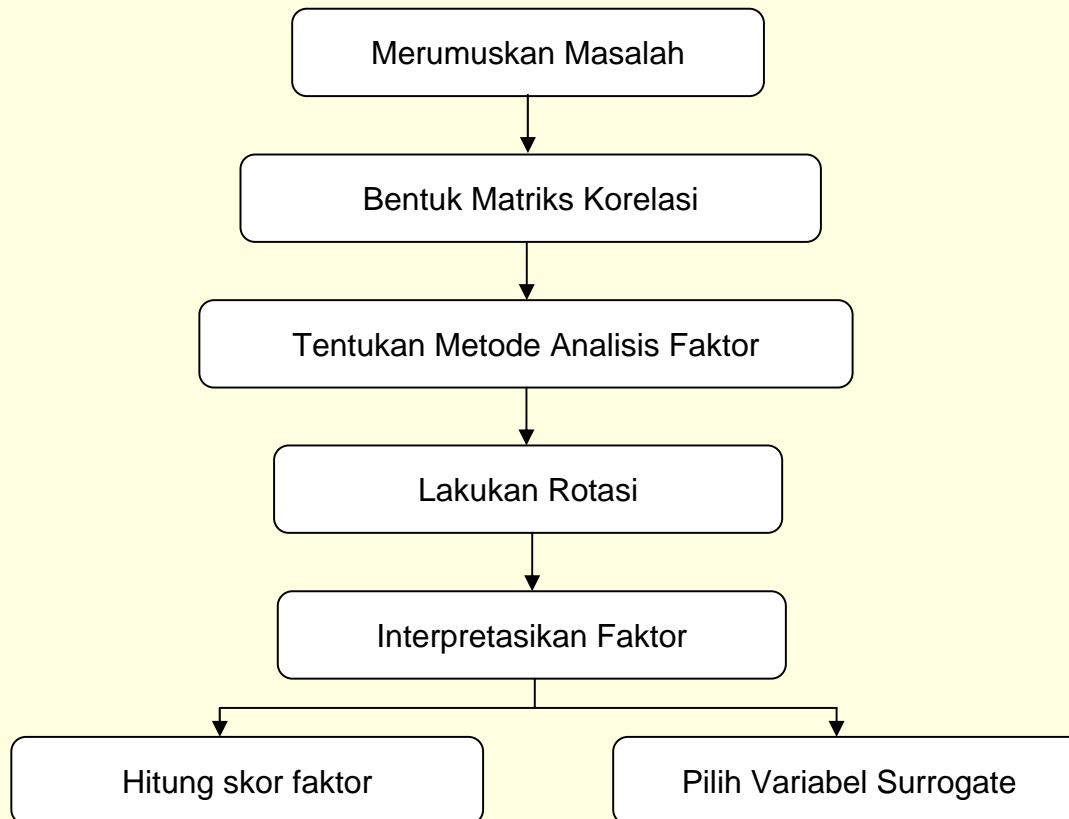 Merumuskan Masalah
Bentuk Matriks Korelasi
Tentukan Metode Analisis Faktor
Lakukan Rotasi
Interpretasikan Faktor
Hitung skor faktor
Pilih Variabel Surrogate